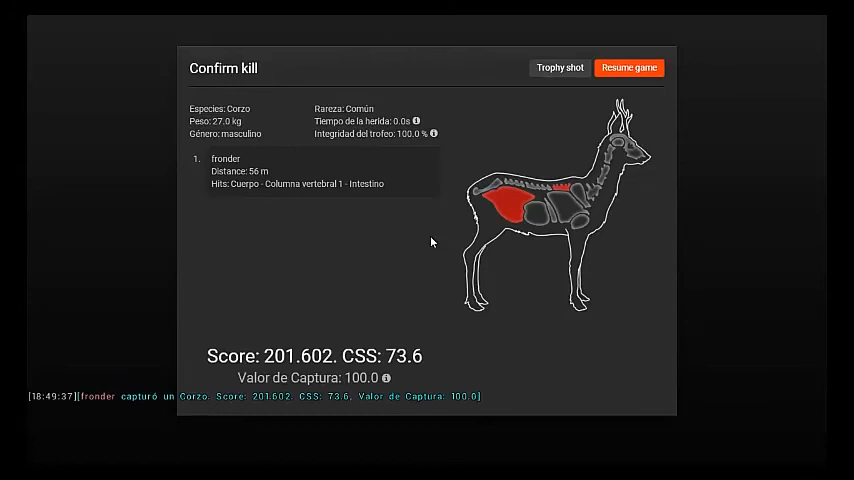 Confirm kill
Trophy shot
Resume game
Especies: Corzo
Peso: 27.0 kg
Género: masculino
Rareza: Común
Tiempo de la herida: 0.0s
Integridad del trofeo: 100.0 %
1. fronder
Distance: 56 m
Hits: Cuerpo - Columna vertebral 1 - Intestino
Score: 201.602. CSS: 73.6
Valor de Captura: 100.0
[18:49:37][fronder capturó un Corzo. Score: 201.602. CSS: 73.6, Valor de Captura: 100.0]